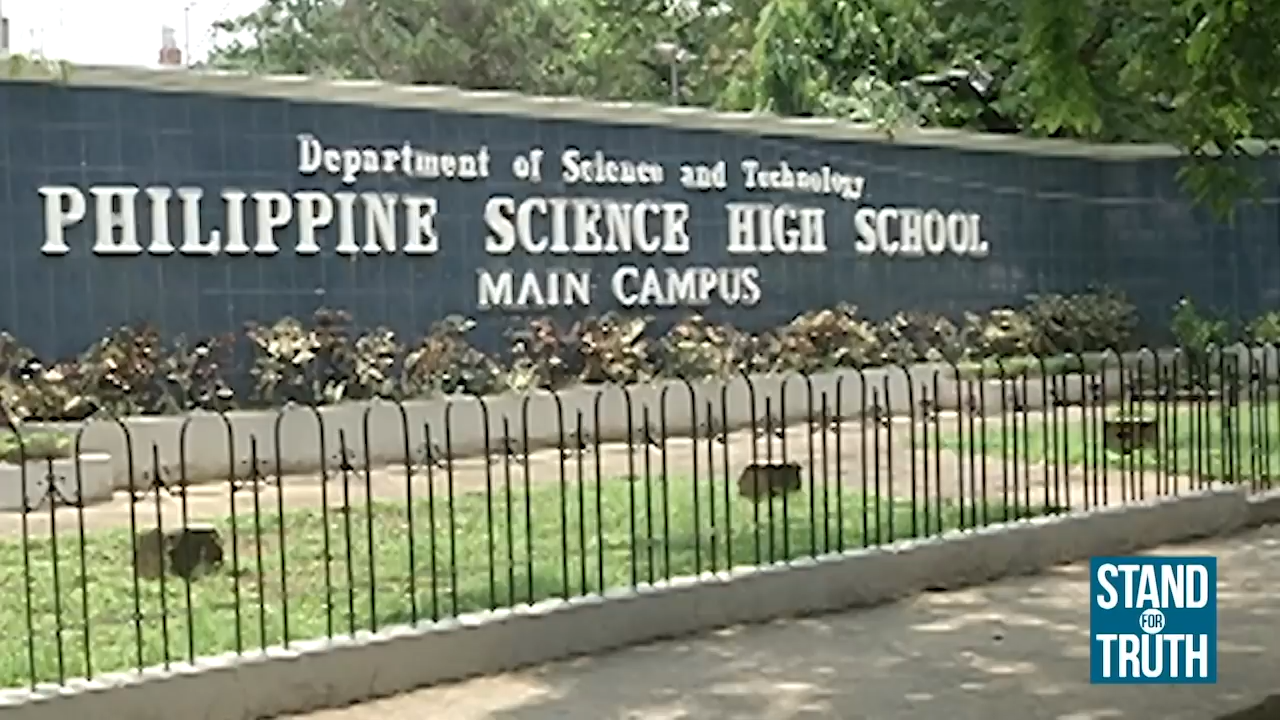 Department of Science and Technology
PHILIPPINE SCIENCE HIGH SCHOOL
MAIN CAMPUS
STAND
FOR
TRUTH